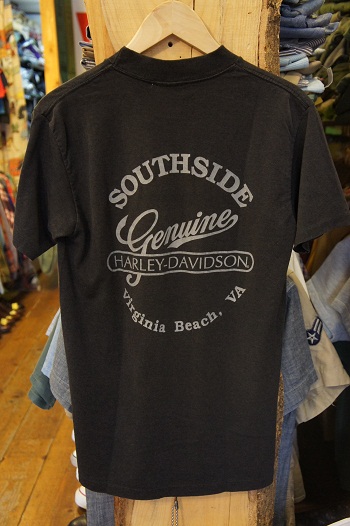 SOUTHSIDE
Genuine
HARLEY-DAVIDSON
Virginia Beach, VA